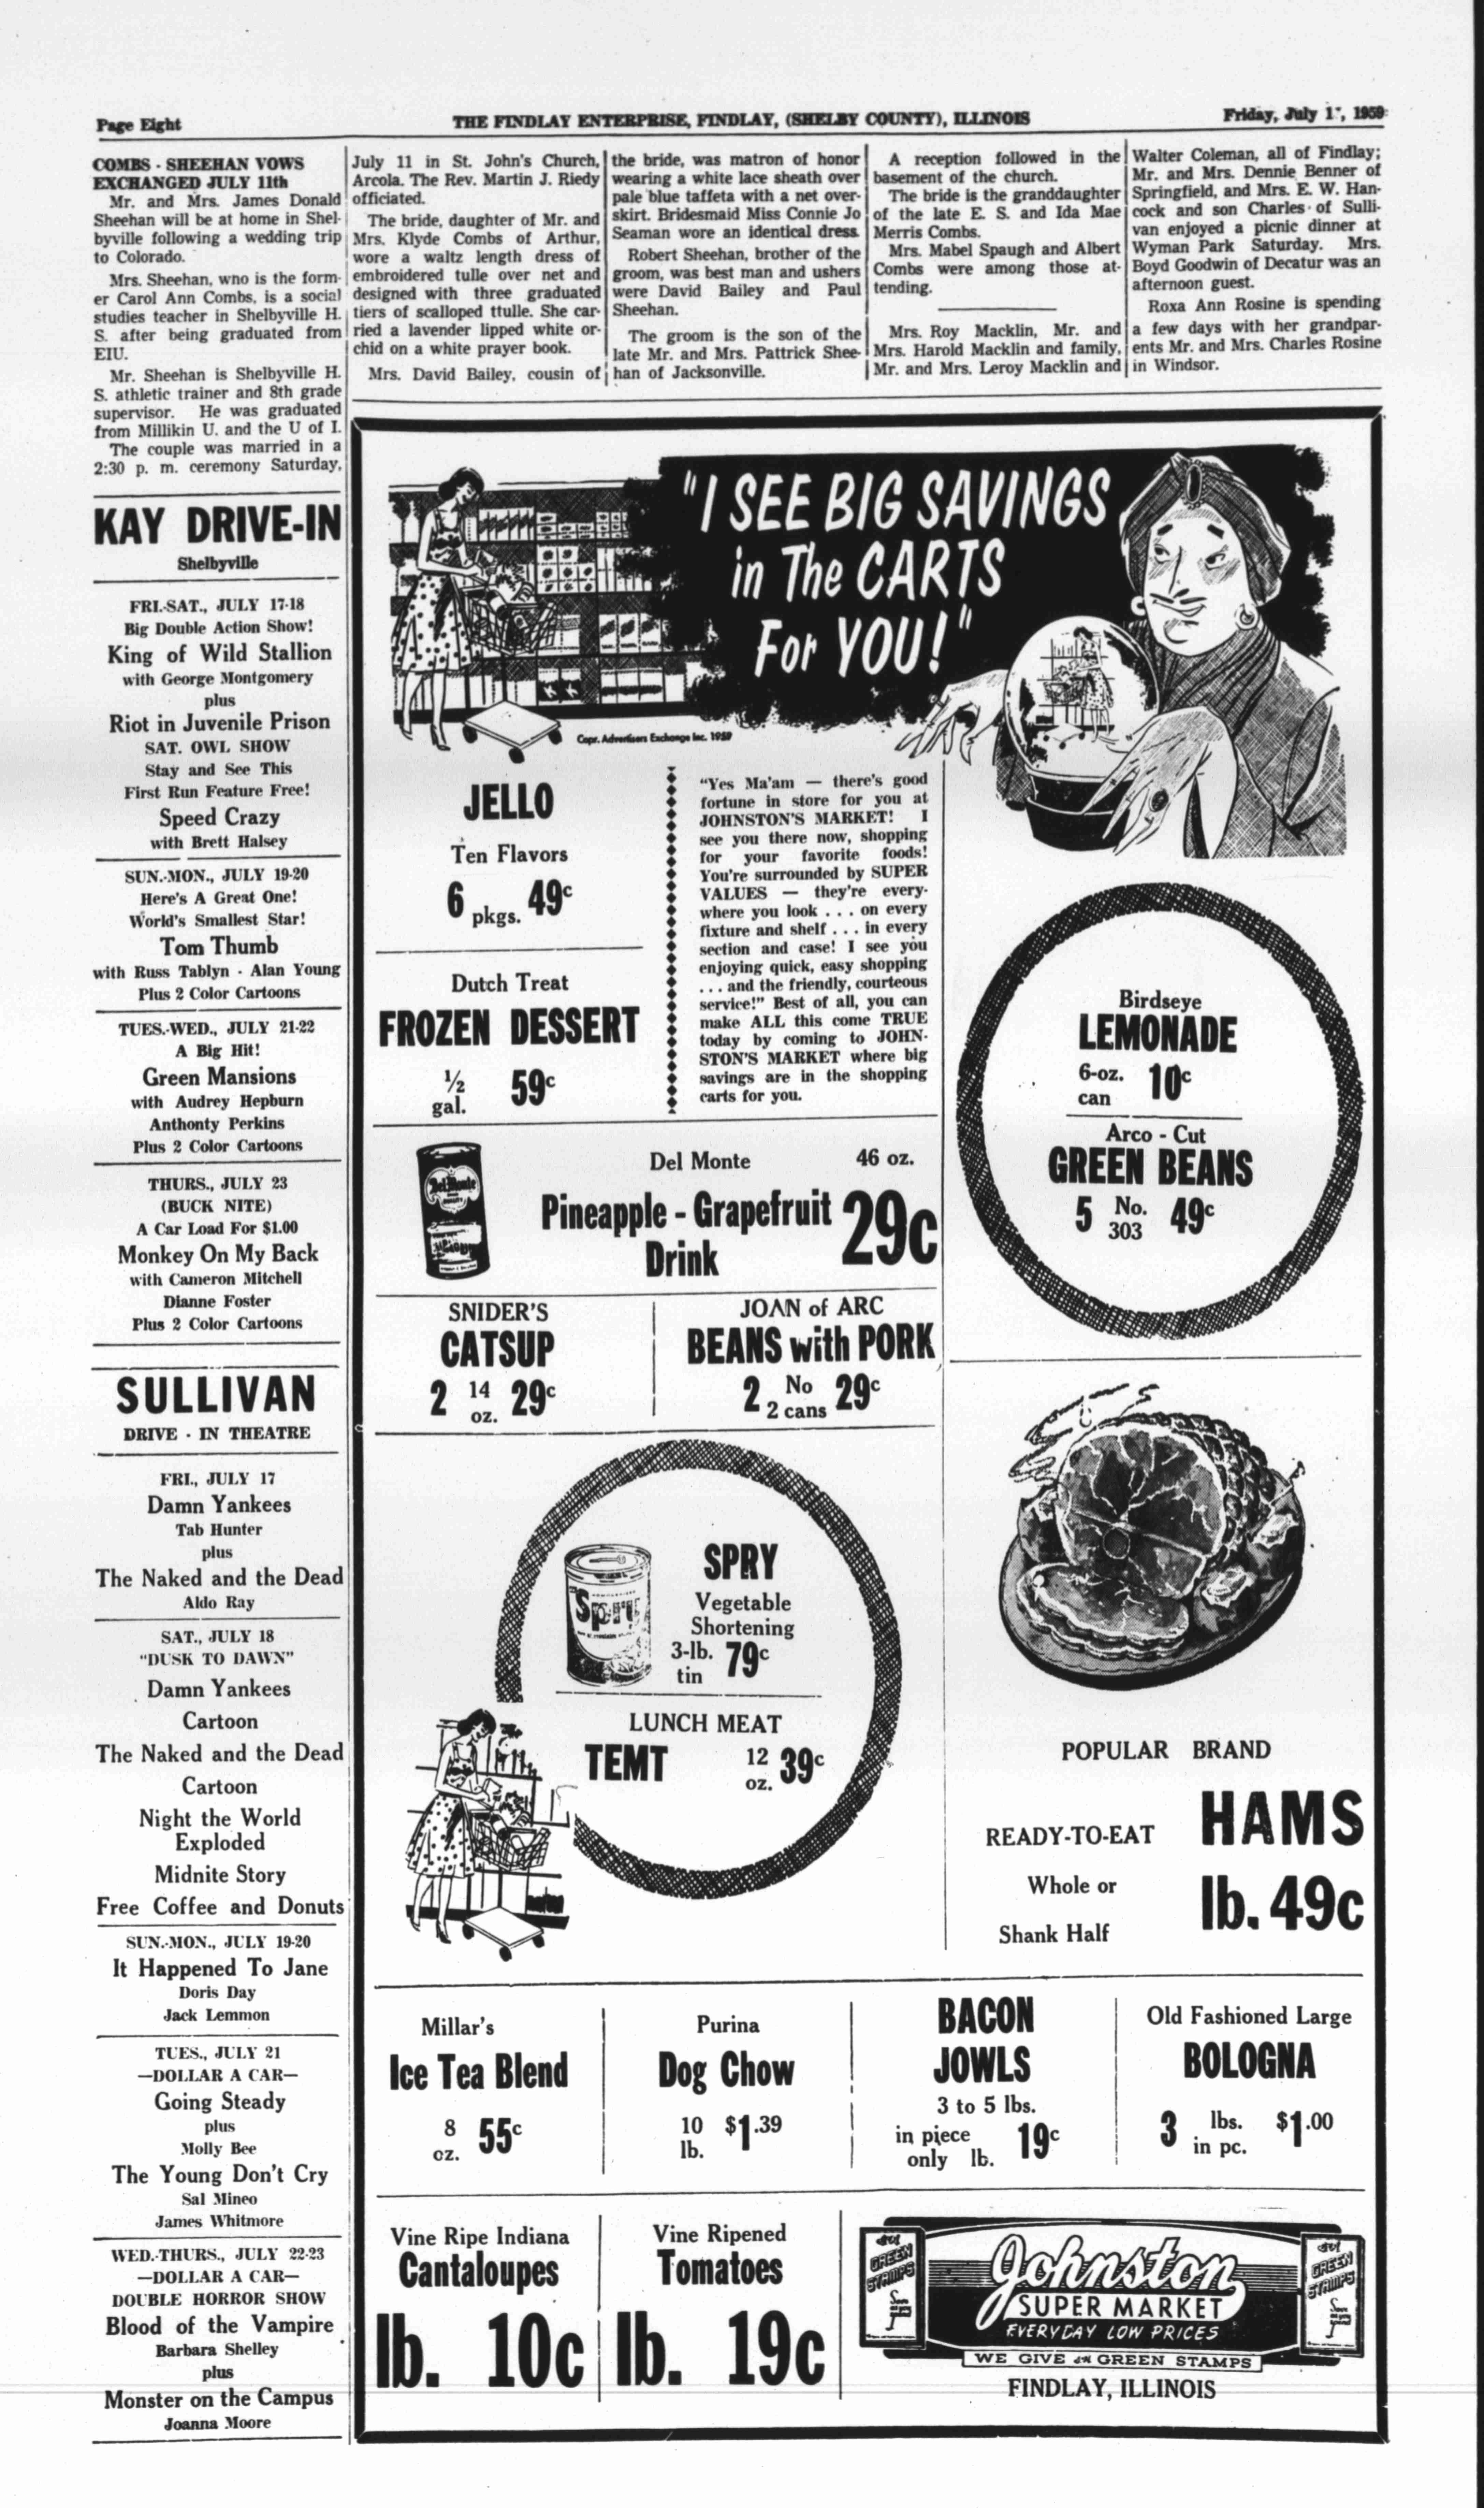 Page Eight
THE FINDLAY ENTERPRISE, FINDLAY, (SHELBY COUNTY), ILLINOIS
Friday, July 1, 1959
COMBS - SHEEHAN VOWS
EXCHANGED JULY 11th
Mr. and Mrs. James Donald
Sheehan will be at home in Shel-
byville following a wedding trip
to Colorado.
Mrs. Sheehan, wno is the form-
er Carol Ann Combs, is a social
studies teacher in Shelbyville H.
S. after being graduated from
EIU.
Mr. Sheehan is Shelbyville H.
S. athletic trainer and 8th grade
supervisor. He was graduated
from Millikin U. and the U of I.
The couple was married in a
2:30 p. m. ceremony Saturday,
July 11 in St. John's Church,
Arcola. The Rev. Martin J. Riedy
officiated.
The bride, daughter of Mr. and
Mrs. Klyde Combs of Arthur,
wore a waltz length dress of
embroidered tulle over net and
designed with three graduated
tiers of scalloped ttulle. She car-
ried a lavender lipped white or-
chid on a white prayer book.
Mrs. David Bailey, cousin of
the bride, was matron of honor
wearing a white lace sheath over
pale blue taffeta with a net over-
skirt. Bridesmaid Miss Connie Jo
Seaman wore an identical dress.
Robert Sheehan, brother of the
groom, was best man and ushers
were David Bailey and Paul
Sheehan.
The groom is the son of the
late Mr. and Mrs. Pattrick Shee-
han of Jacksonville.
A reception followed in the
basement of the church.
The bride is the granddaughter
of the late E. S. and Ida Mae
Merris Combs.
Mrs. Mabel Spaugh and Albert
Combs were among those at-
tending.
Mrs. Roy Macklin, Mr. and
Mrs. Harold Macklin and family,
Mr. and Mrs. Leroy Macklin and
Walter Coleman, all of Findlay;
Mr. and Mrs. Dennie Benner of
Springfield, and Mrs. E. W. Han-
cock and son Charles of Sulli-
van enjoyed a picnic dinner at
Wyman Park Saturday. Mrs.
Boyd Goodwin of Decatur was an
afternoon guest.
Roxa Ann Rosine is spending
a few days with her grandpar-
ents Mr. and Mrs. Charles Rosine
in Windsor.
KAY DRIVE-IN
Shelbyville
FRI.-SAT., JULY 17-18
Big Double Action Show!
King of Wild Stallion
with George Montgomery
plus
Riot in Juvenile Prison
SAT. OWL SHOW
Stay and See This
First Run Feature Free!
Speed Crazy
with Brett Halsey
SUN.-MON., JULY 19-20
Here's A Great One!
World's Smallest Star!
Tom Thumb
with Russ Tablyn - Alan Young
Plus 2 Color Cartoons
TUES.-WED., JULY 21-22
A Big Hit!
Green Mansions
with Audrey Hepburn
Anthonty Perkins
Plus 2 Color Cartoons
THURS., JULY 23
(BUCK NITE)
A Car Load For $1.00
Monkey On My Back
with Cameron Mitchell
Dianne Foster
Plus 2 Color Cartoons
SULLIVAN
DRIVE - IN THEATRE
FRI., JULY 17
Damn Yankees
Tab Hunter
plus
The Naked and the Dead
Aldo Ray
SAT., JULY 18
"DUSK TO DAWN"
Damn Yankees
Cartoon
The Naked and the Dead
Cartoon
Night the World
Exploded
Midnite Story
Free Coffee and Donuts
SUN.-MON., JULY 19-20
It Happened To Jane
Doris Day
Jack Lemmon
TUES., JULY 21
—DOLLAR A CAR—
Going Steady
plus
Molly Bee
The Young Don't Cry
Sal Mineo
James Whitmore
WED.-THURS., JULY 22-23
—DOLLAR A CAR—
DOUBLE HORROR SHOW
Blood of the Vampire
Barbara Shelley
plus
Monster on the Campus
Joanna Moore
"I SEE BIG SAVINGS
in The CARTS
For YOU!"
Copr. Advertisers Exchange Inc. 1959
JELLO
Ten Flavors
6 pkgs. 49c
Dutch Treat
FROZEN DESSERT
½ gal. 59c
"Yes Ma'am — there's good
fortune in store for you at
JOHNSTON'S MARKET! I
see you there now, shopping
for your favorite foods!
You're surrounded by SUPER
VALUES — they're every-
where you look . . . on every
fixture and shelf . . . in every
section and case! I see you
enjoying quick, easy shopping
. . . and the friendly, courteous
service!" Best of all, you can
make ALL this come TRUE
today by coming to JOHN-
STON'S MARKET where big
savings are in the shopping
carts for you.
Birdseye
LEMONADE
6-oz. can 10c
Arco - Cut
GREEN BEANS
5 No. 303 49c
Del Monte
Del Monte 46 oz.
Pineapple - Grapefruit
Drink
29c
SNIDER'S
CATSUP
2 14 oz. 29c
JOAN of ARC
BEANS with PORK
2 No 2 cans 29c
Spry
SPRY
Vegetable
Shortening
3-lb. tin 79c
LUNCH MEAT
TEMT 12 oz. 39c
POPULAR BRAND
HAMS
READY-TO-EAT
Whole or
Shank Half
lb. 49c
Millar's
Ice Tea Blend
8 oz. 55c
Purina
Dog Chow
10 lb. $1.39
BACON
JOWLS
3 to 5 lbs.
in piece
only lb. 19c
Old Fashioned Large
BOLOGNA
3 lbs. in pc. $1.00
Vine Ripe Indiana
Cantaloupes
lb. 10c
Vine Ripened
Tomatoes
lb. 19c
GREEN
STAMPS
Johnston
SUPER MARKET
EVERYDAY LOW PRICES
WE GIVE S&H GREEN STAMPS
GREEN
STAMPS
FINDLAY, ILLINOIS